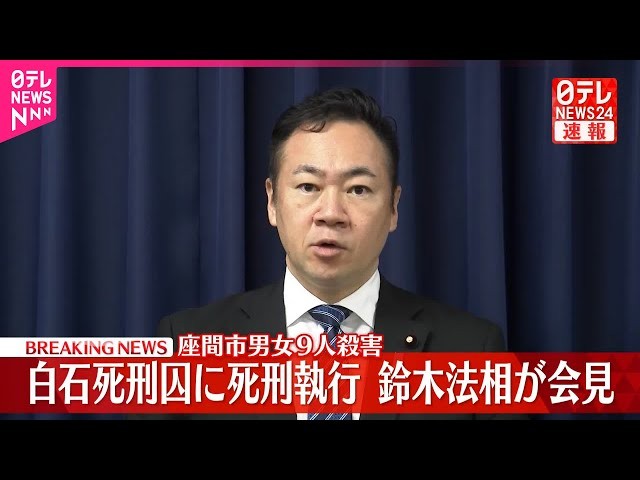 日テレ
NEWS
NNN
日テレ
NEWS24
速報
BREAKING NEWS
座間市男女9人殺害
白石死刑囚に死刑執行 鈴木法相が会見